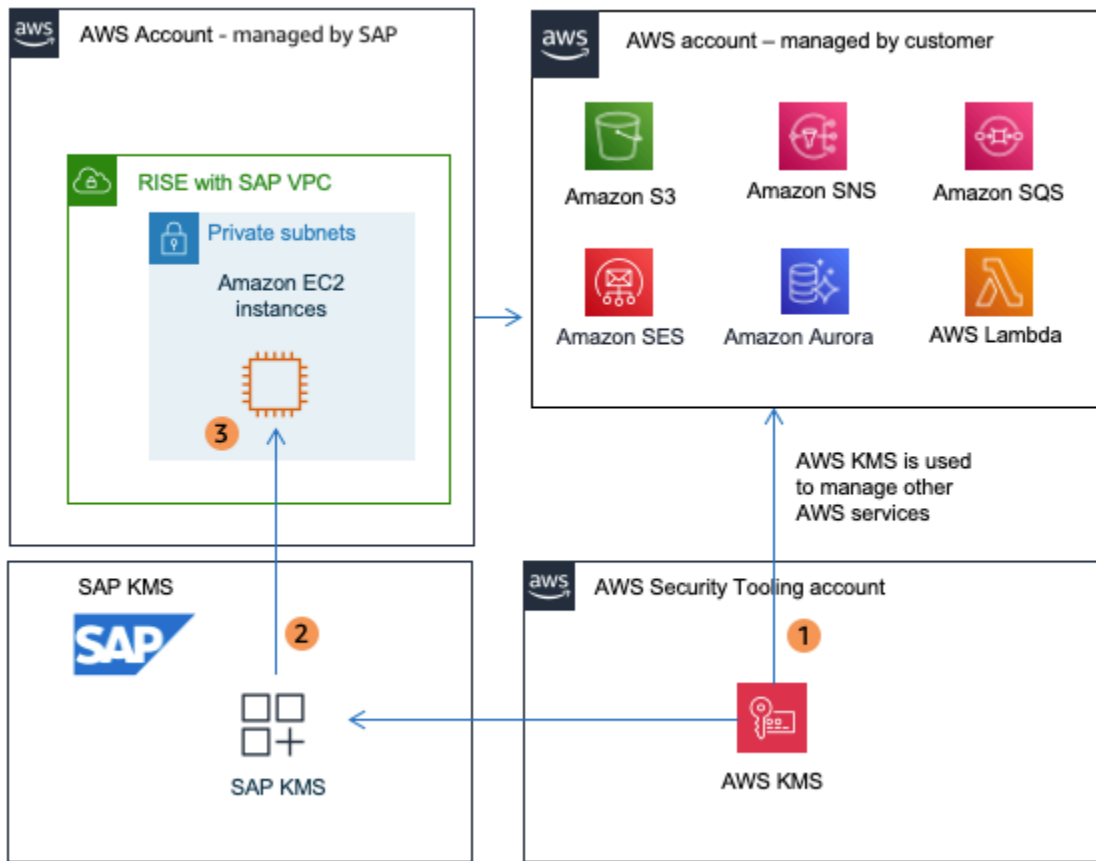 aws
AWS Account - managed by SAP
RISE with SAP VPC
Private subnets
Amazon EC2
instances
3
aws
AWS account – managed by customer
Amazon S3
Amazon SNS
Amazon SQS
Amazon SES
Amazon Aurora
AWS Lambda
AWS KMS is used
to manage other
AWS services
SAP KMS
SAP
2
SAP KMS
aws
AWS Security Tooling account
1
AWS KMS